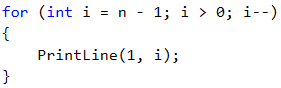 for (int i = n - 1; i > 0; i--)
{
    PrintLine(1, i);
}